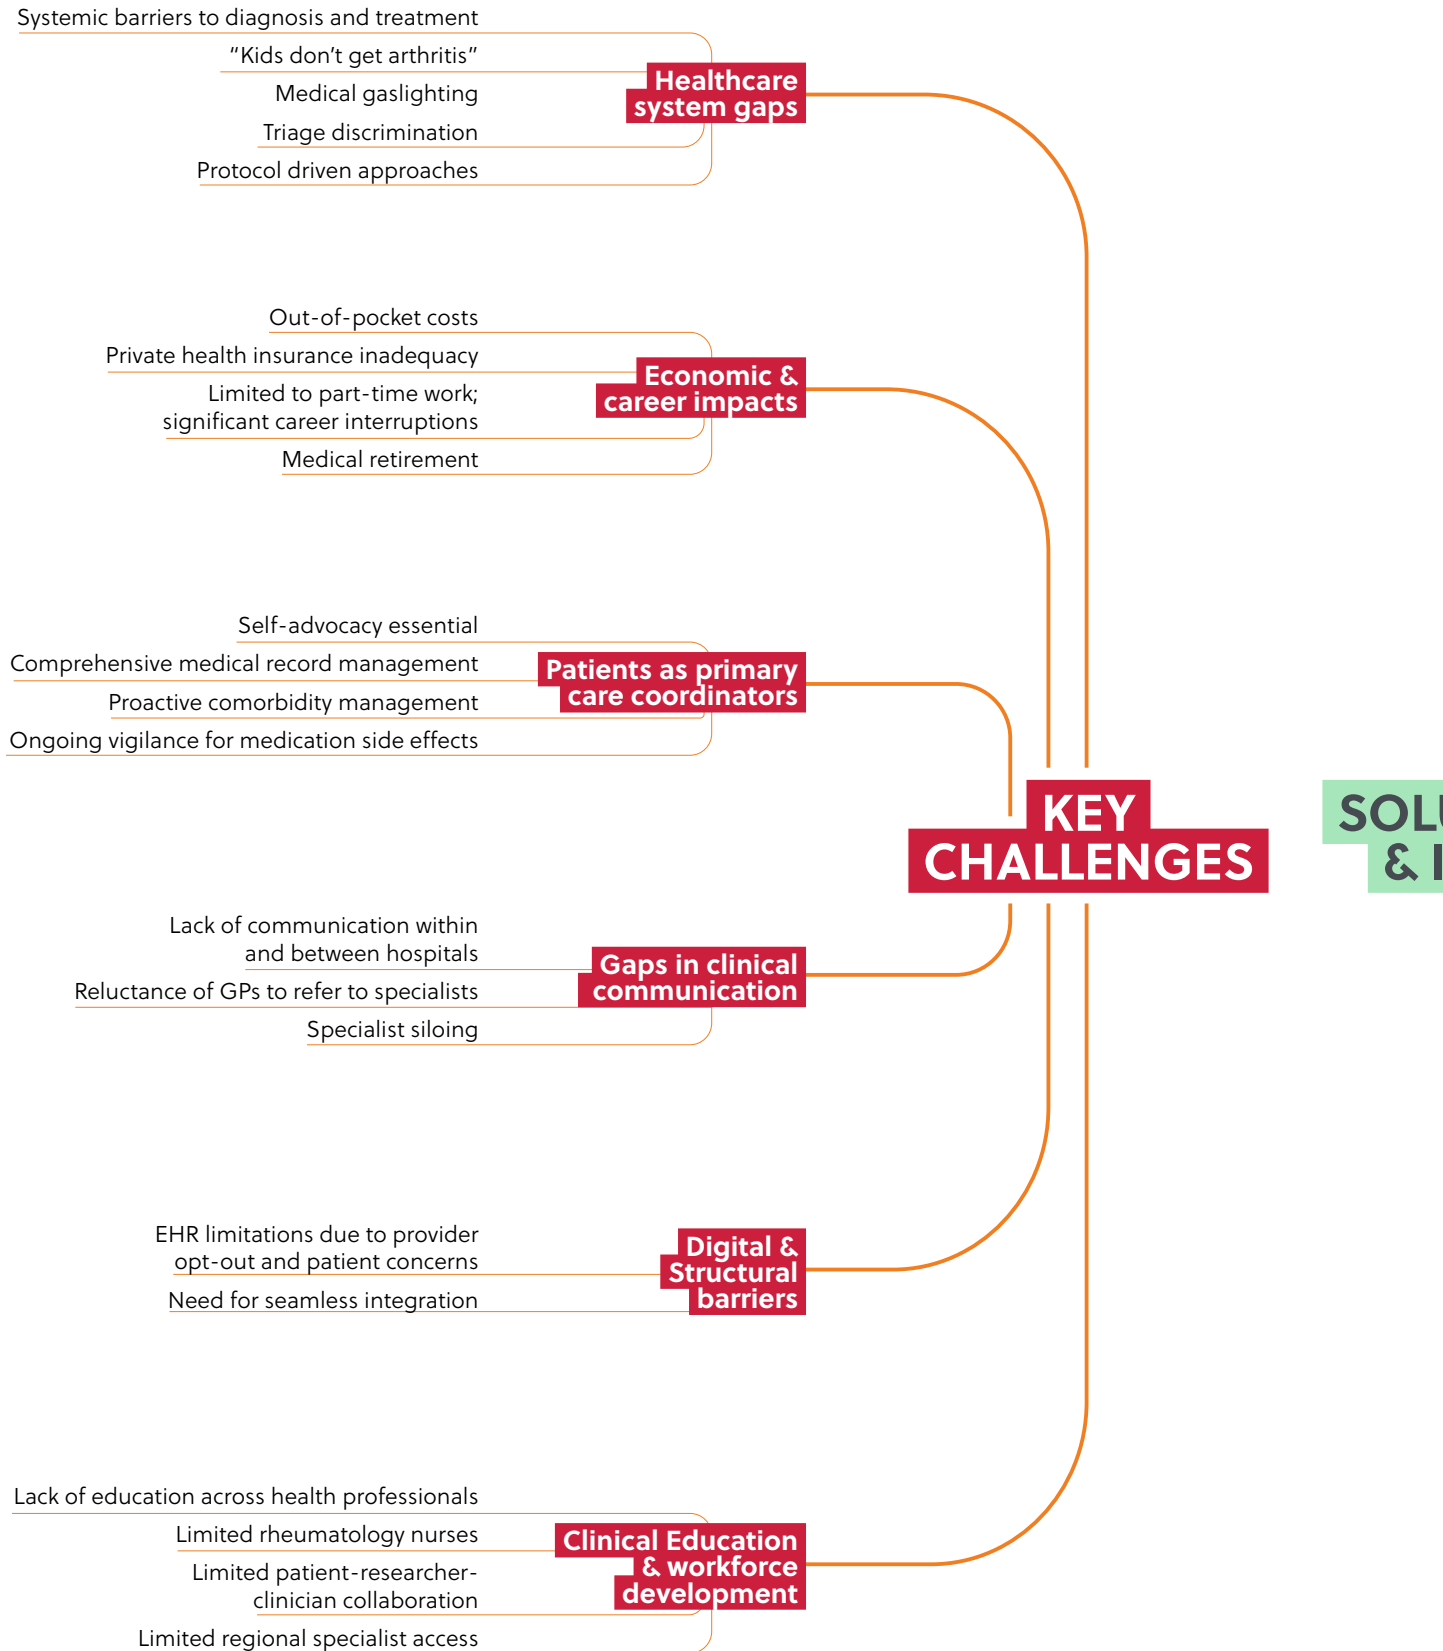 Systemic barriers to diagnosis and treatment
“Kids don’t get arthritis”
Medical gaslighting
Triage discrimination
Protocol driven approaches
Healthcare
system gaps
Out-of-pocket costs
Private health insurance inadequacy
Limited to part-time work;
significant career interruptions
Medical retirement
Economic &
career impacts
Self-advocacy essential
Comprehensive medical record management
Proactive comorbidity management
Ongoing vigilance for medication side effects
Patients as primary
care coordinators
KEY
CHALLENGES
Lack of communication within
and between hospitals
Reluctance of GPs to refer to specialists
Specialist siloing
Gaps in clinical
communication
EHR limitations due to provider
opt-out and patient concerns
Need for seamless integration
Digital &
Structural
barriers
Lack of education across health professionals
Limited rheumatology nurses
Limited patient-researcher-
clinician collaboration
Limited regional specialist access
Clinical Education
& workforce
development
&